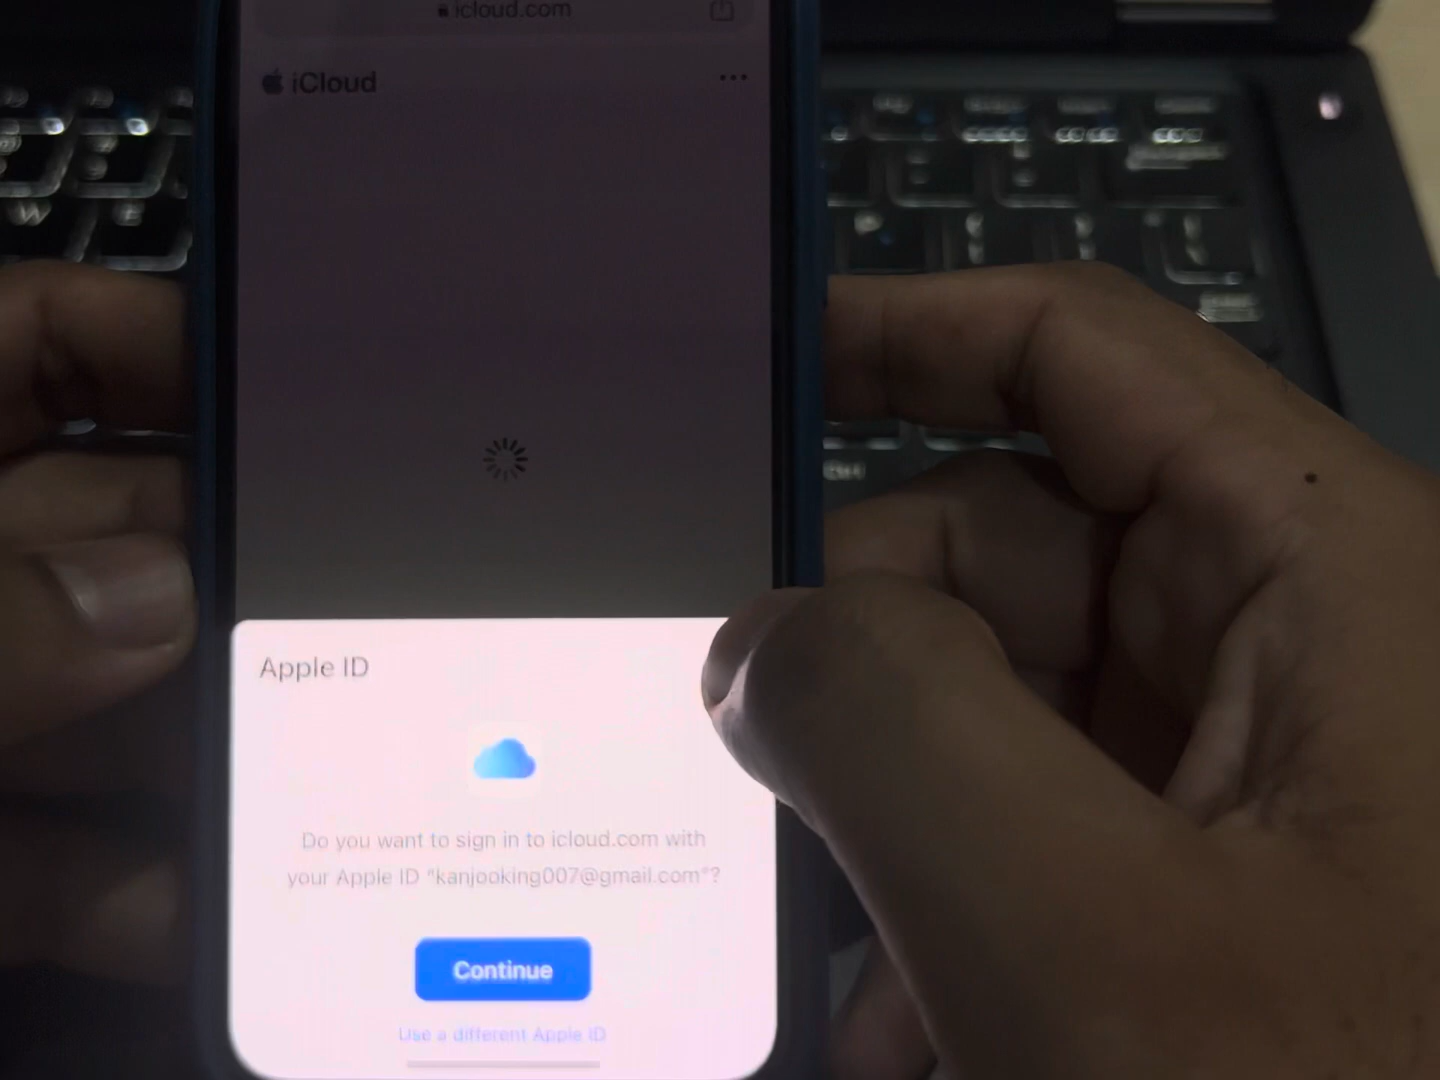 icloud.com
iCloud
Apple ID
Do you want to sign in to icloud.com with
your Apple ID "kanjooking007@gmail.com"?
Continue
Use a different Apple ID
W
E